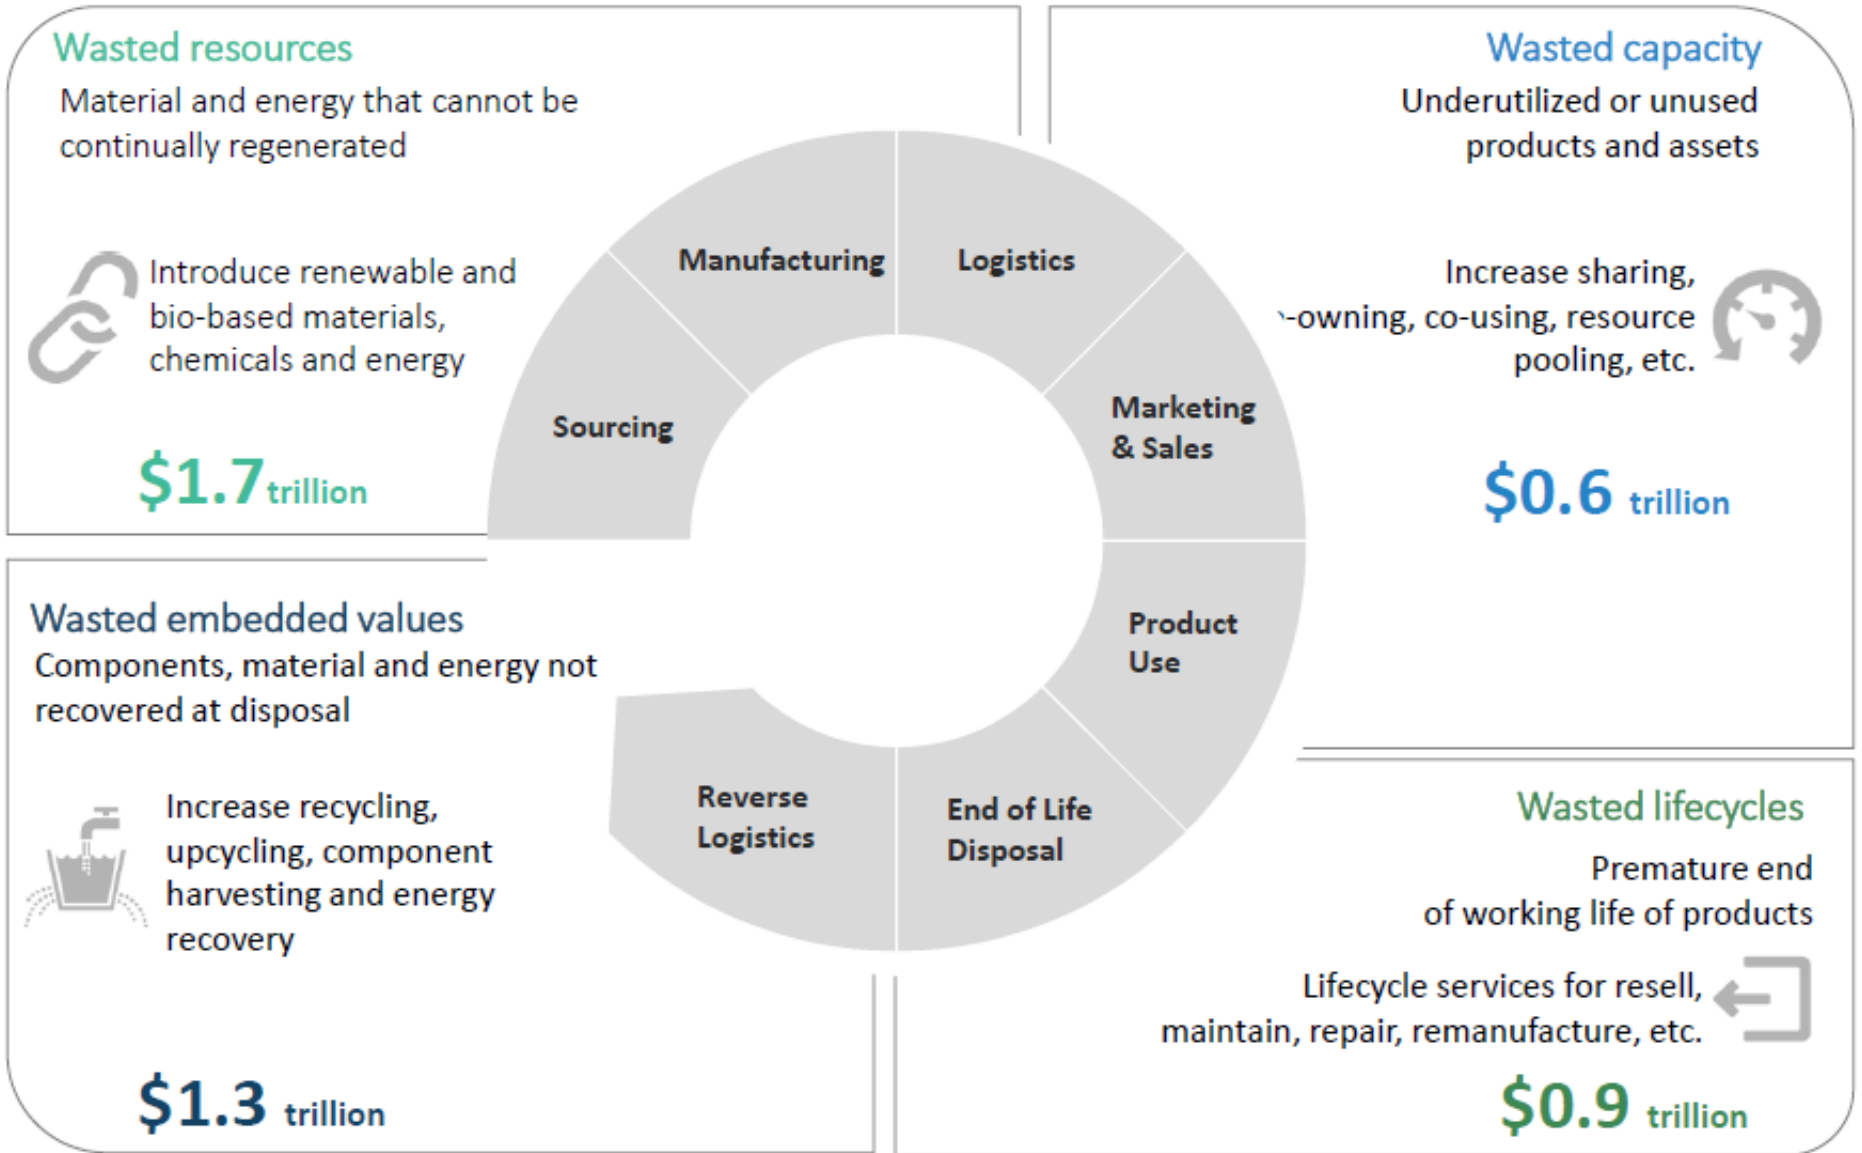 Wasted resources
Material and energy that cannot be
continually regenerated
Introduce renewable and
bio-based materials,
chemicals and energy
$1.7 trillion
Wasted capacity
Underutilized or unused
products and assets
Increase sharing,
-owning, co-using, resource
pooling, etc.
$0.6 trillion
Manufacturing
Logistics
Sourcing
Marketing
& Sales
Product
Use
End of Life
Disposal
Reverse
Logistics
Wasted embedded values
Components, material and energy not
recovered at disposal
Increase recycling,
upcycling, component
harvesting and energy
recovery
$1.3 trillion
Wasted lifecycles
Premature end
of working life of products
Lifecycle services for resell,
maintain, repair, remanufacture, etc.
$0.9 trillion